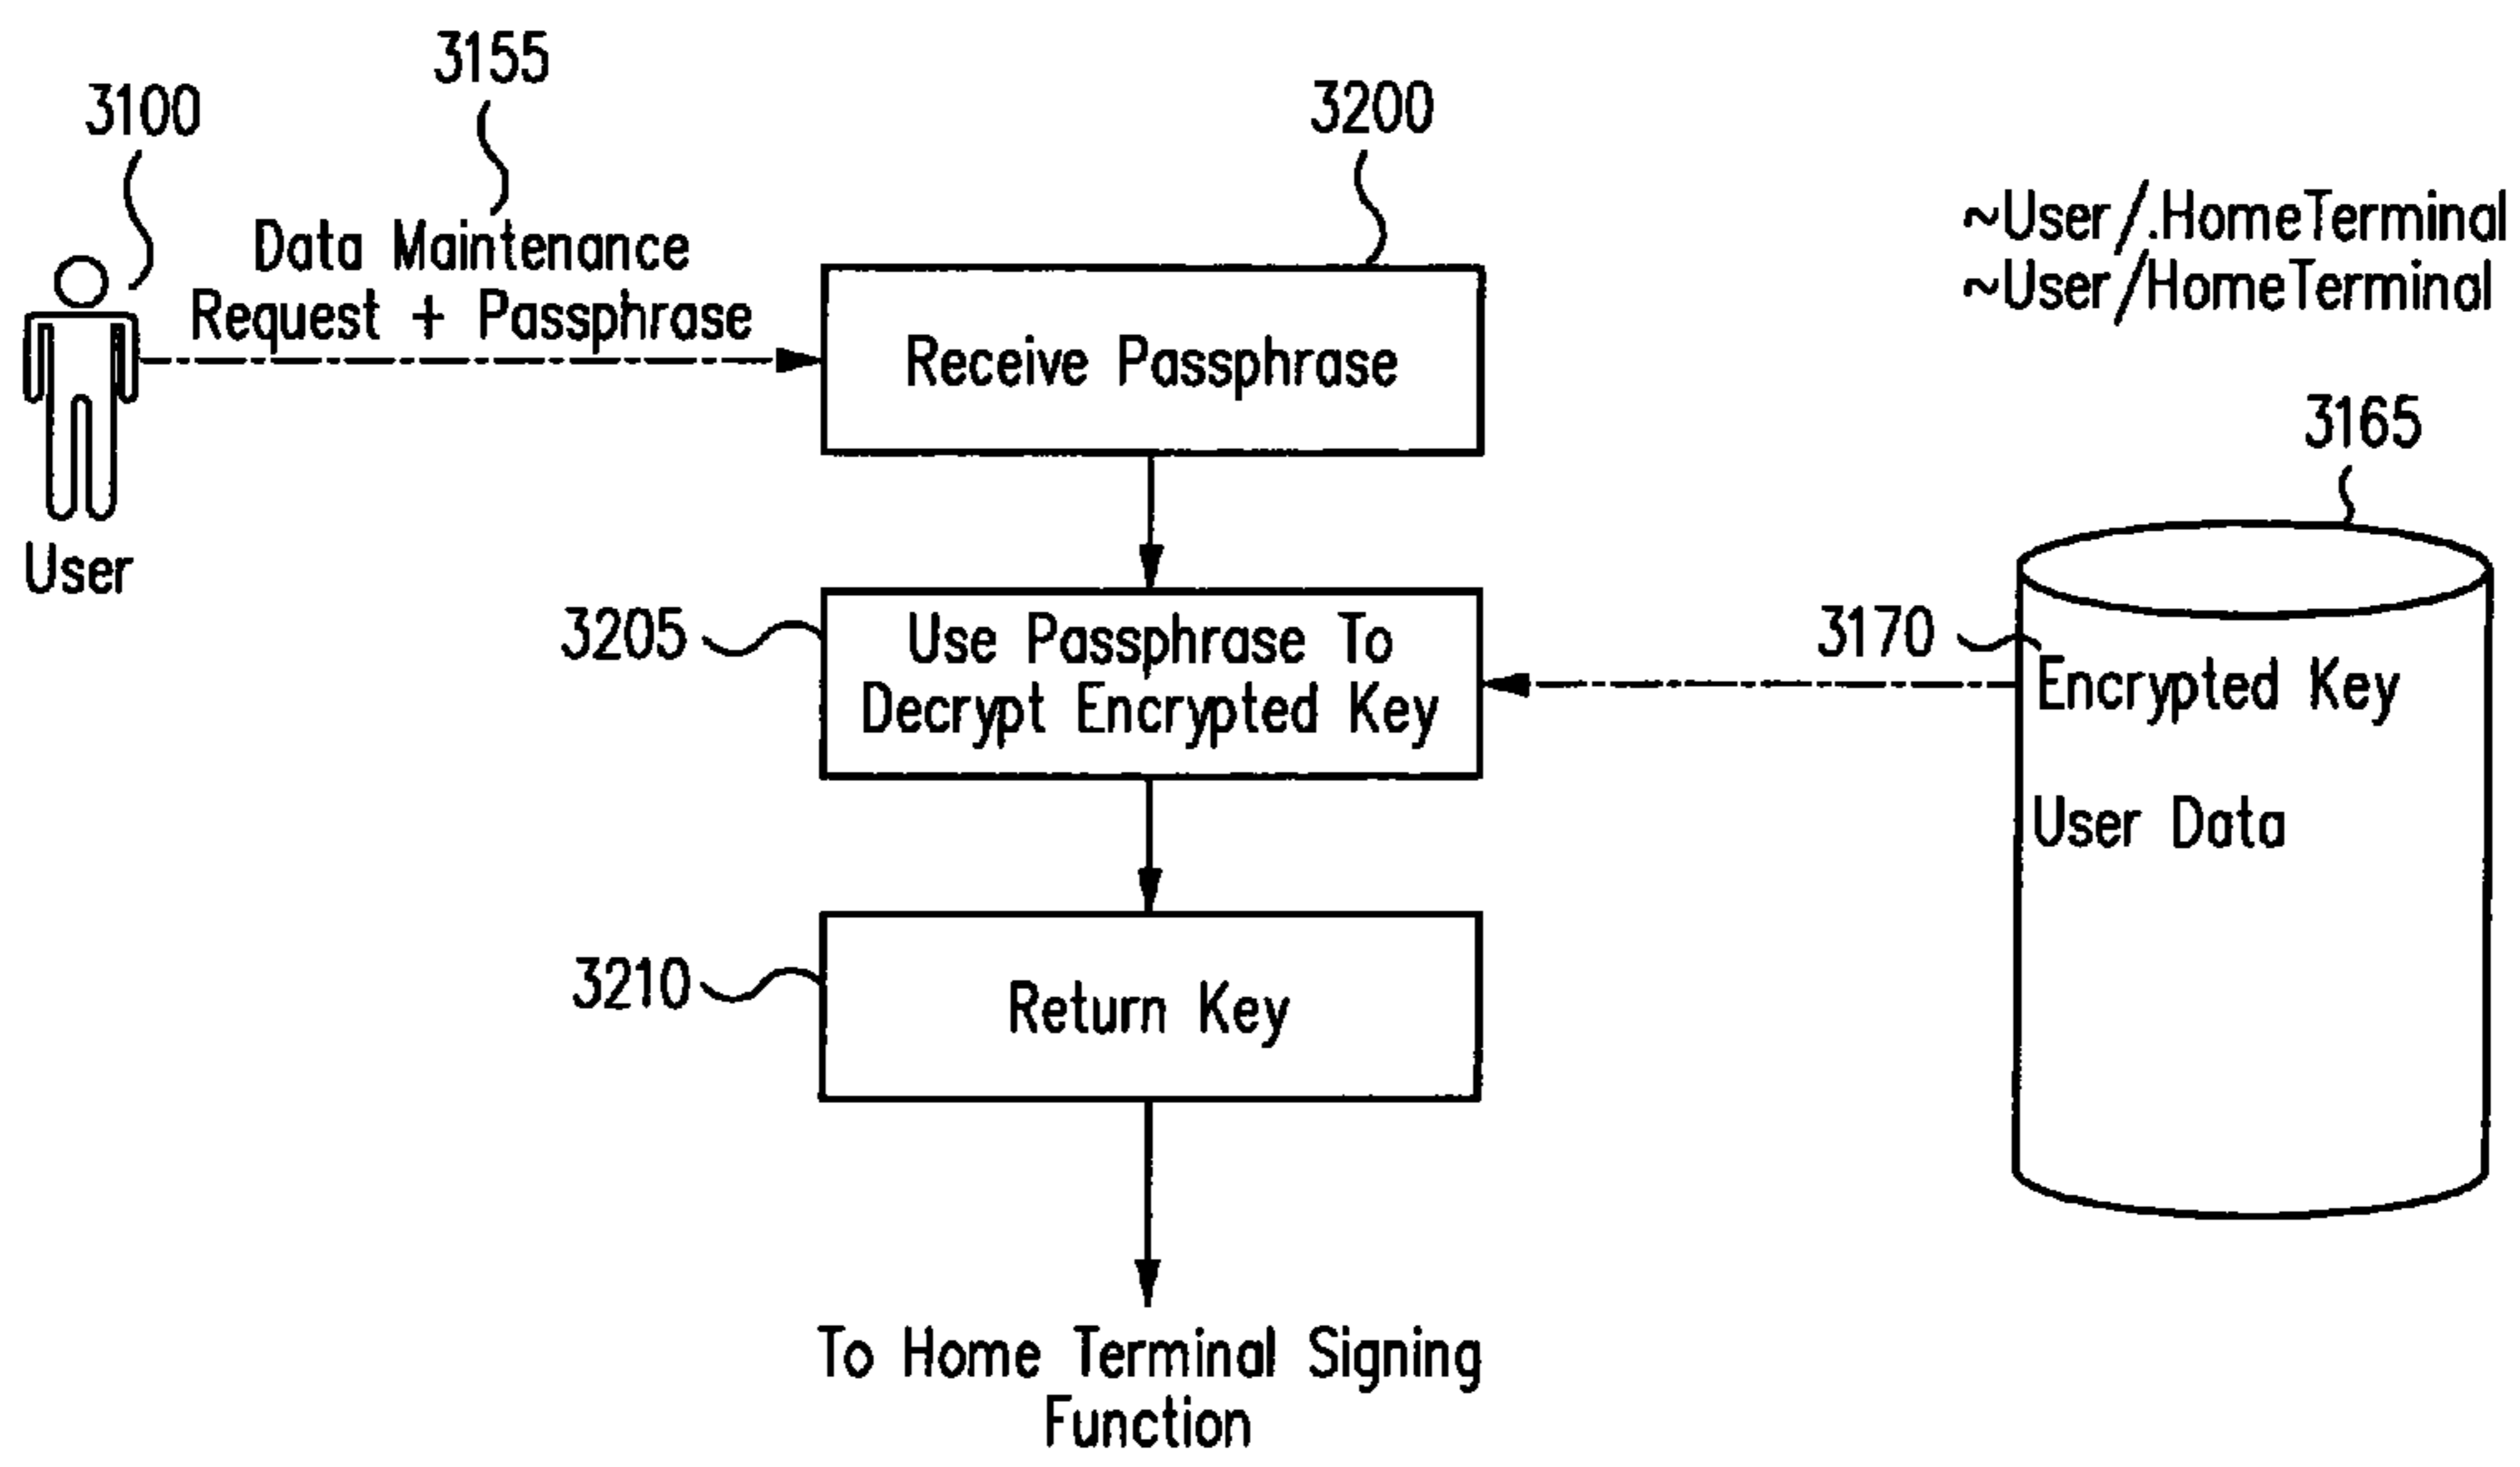 3155
3100
3200
Data Maintenance
Request + Passphrase
~User/.HomeTerminal
~User/HomeTerminal
Receive Passphrase
3165
User
3205
Use Passphrase To
Decrypt Encrypted Key
3170
Encrypted Key
User Data
3210
Return Key
To Home Terminal Signing
Function